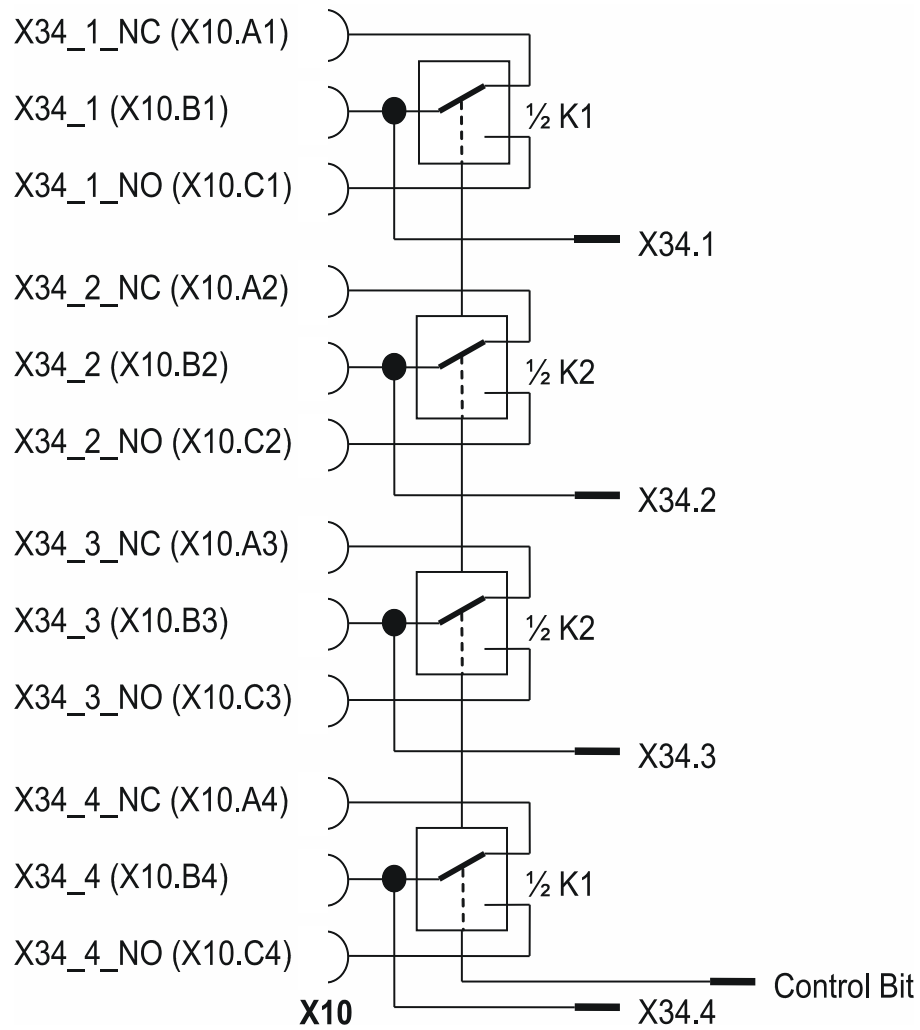 X34_1_NC (X10.A1)
X34_1 (X10.B1)
½ K1
X34_1_NO (X10.C1)
X34.1
X34_2_NC (X10.A2)
X34_2 (X10.B2)
½ K2
X34_2_NO (X10.C2)
X34.2
X34_3_NC (X10.A3)
X34_3 (X10.B3)
½ K2
X34_3_NO (X10.C3)
X34.3
X34_4_NC (X10.A4)
X34_4 (X10.B4)
½ K1
X34_4_NO (X10.C4)
Control Bit
X10
X34.4